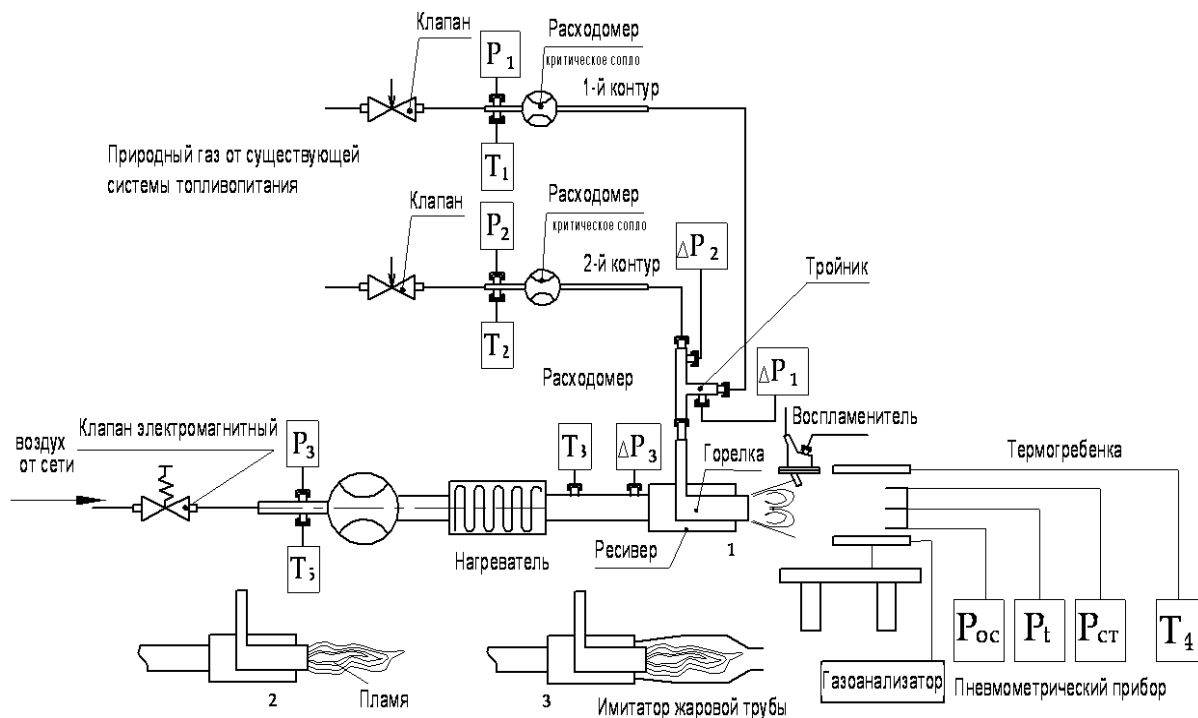 Клапан
Расходомер
критическое сопло
P1
1-й контур
Природный газ от существующей
системы топливопитания
T1
Клапан
Расходомер
критическое сопло
P2
2-й контур
ΔP2
Тройник
T2
Расходомер
ΔP1
Воспламенитель
Клапан электромагнитный
воздух
от сети
P3
T3
ΔP3
Горелка
Термогребенка
T5
Нагреватель
Ресивер
1
Pос
Pt
Pст
T4
Газоанализатор
Пневмометрический прибор
2
Пламя
3
Имитатор жаровой трубы